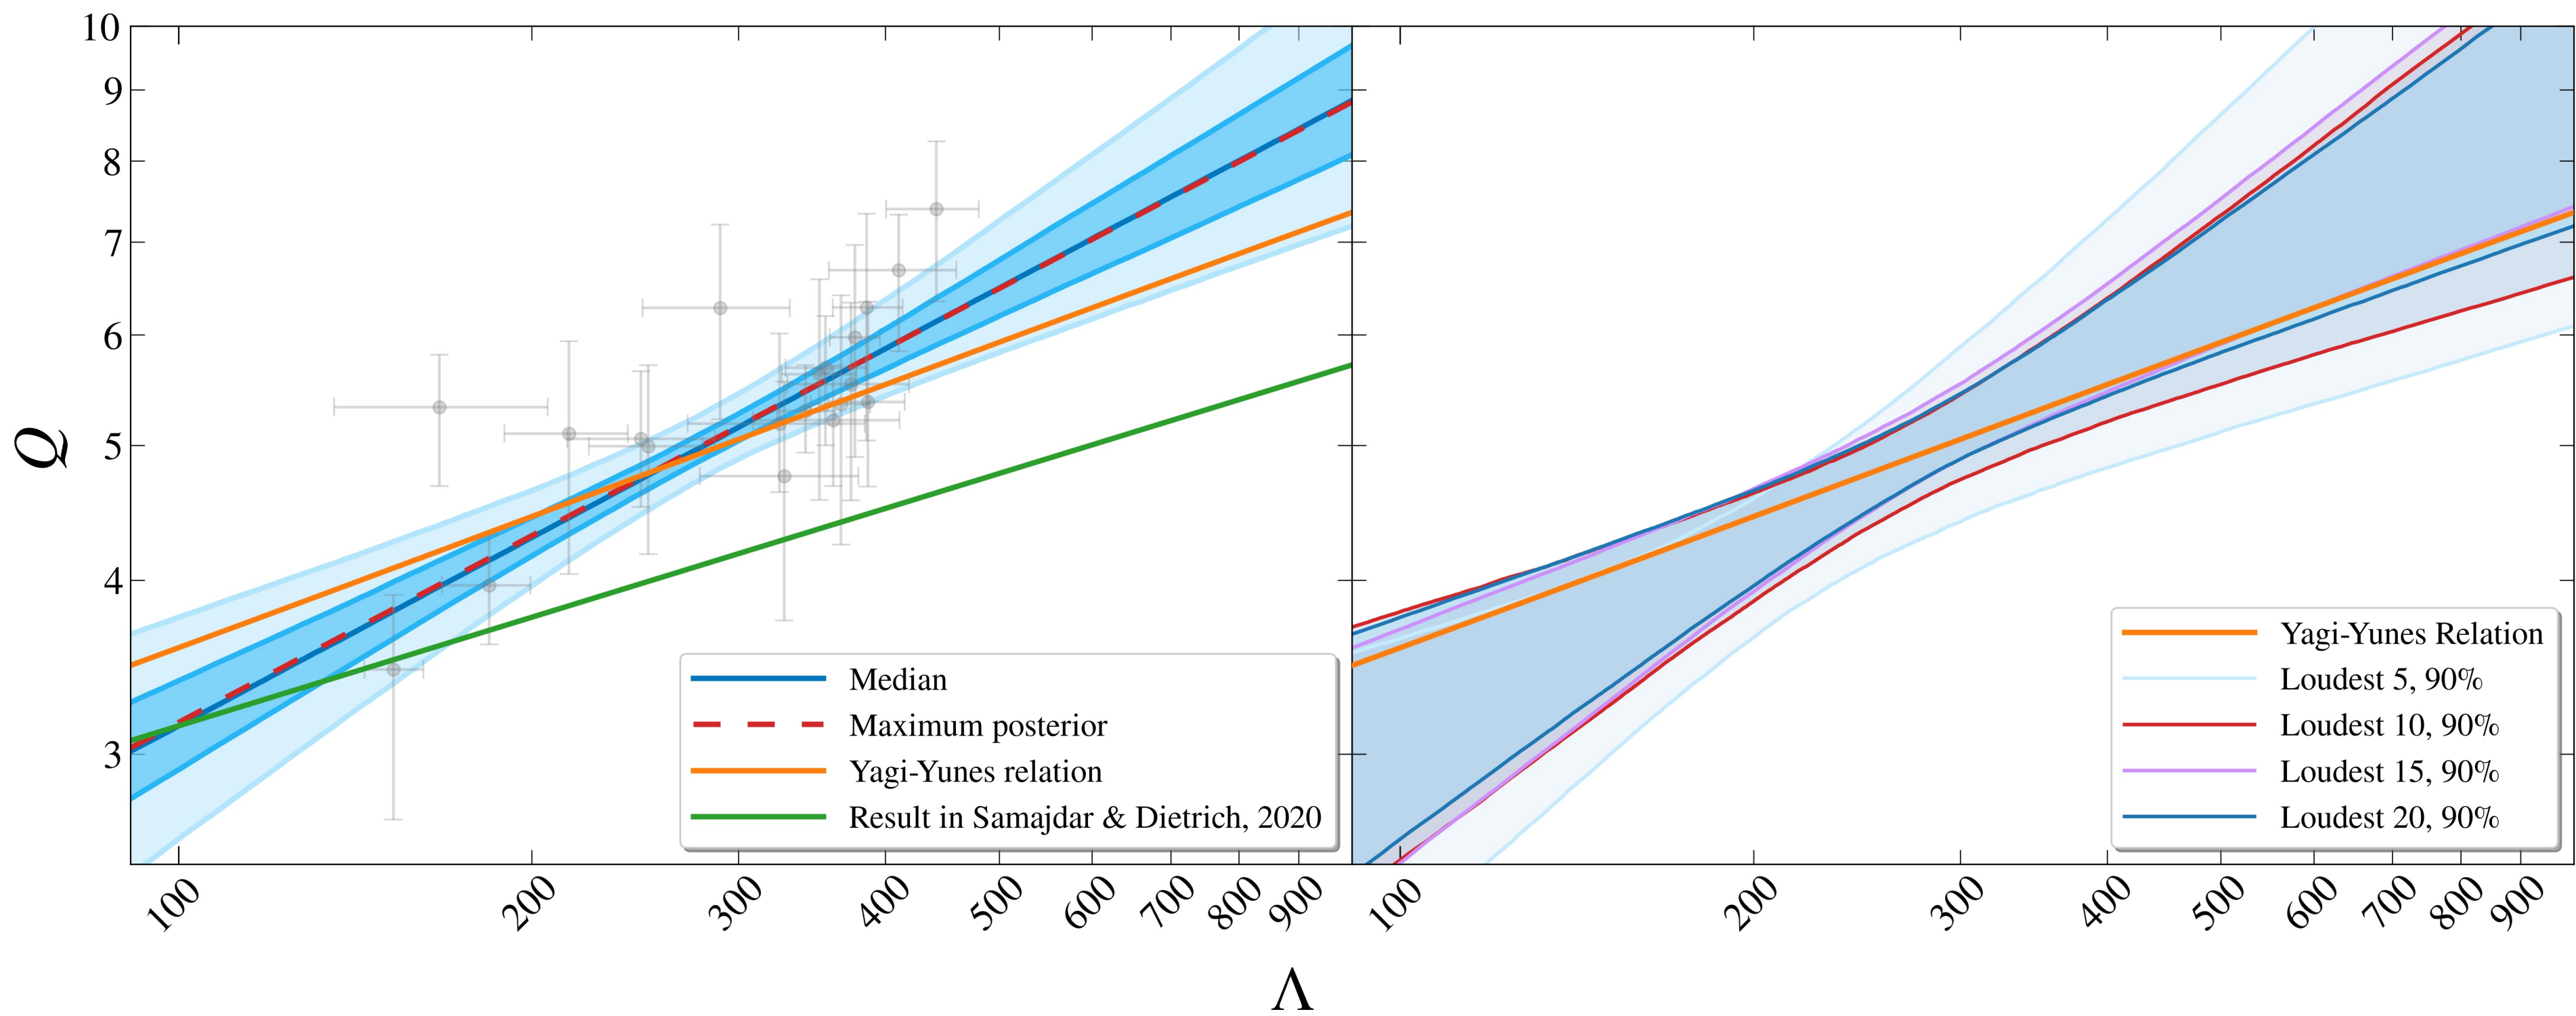 10
9
8
7
6
5
4
3
Q
Median
Maximum posterior
Yagi-Yunes relation
Result in Samajdar & Dietrich, 2020
Yagi-Yunes Relation
Loudest 5, 90%
Loudest 10, 90%
Loudest 15, 90%
Loudest 20, 90%
100 200 300 400 500 600 700 800 900
100 200 300 400 500 600 700 800 900
Λ